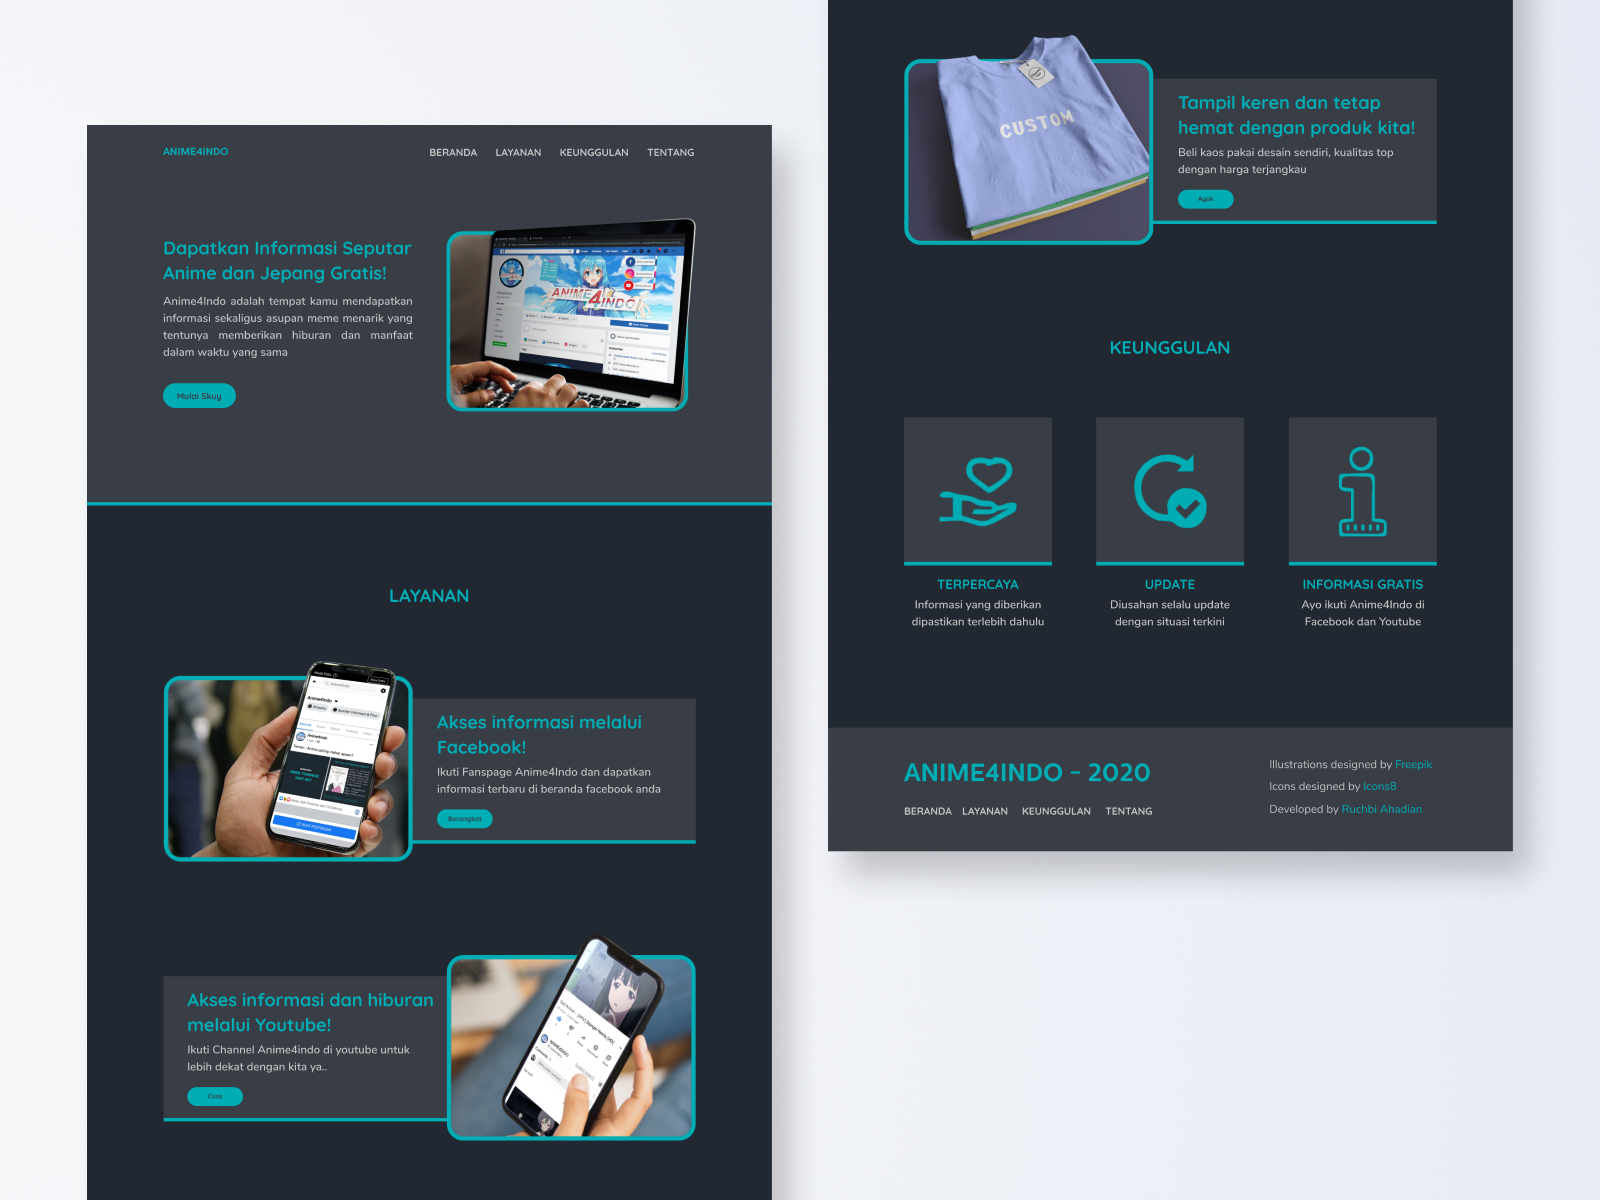 ANIME4INDO
BERANDA LAYANAN KEUNGGULAN TENTANG
Dapatkan Informasi Seputar
Anime dan Jepang Gratis!
Anime4Indo adalah tempat kamu mendapatkan
informasi sekaligus asupan meme menarik yang
tentunya memberikan hiburan dan manfaat
dalam waktu yang sama
Mulai Skuy
ANIME4INDO
LAYANAN
Akses informasi melalui
Facebook!
Ikuti Fanspage Anime4Indo dan dapatkan
informasi terbaru di beranda facebook anda
Berangkat
Akses informasi dan hiburan
melalui Youtube!
Ikuti Channel Anime4indo di youtube untuk
lebih dekat dengan kita ya..
Cuss
CUSTOM
Tampil keren dan tetap
hemat dengan produk kita!
Beli kaos pakai desain sendiri, kualitas top
dengan harga terjangkau
Ayok
KEUNGGULAN
TERPERCAYA
Informasi yang diberikan
dipastikan terlebih dahulu
UPDATE
Diusahan selalu update
dengan situasi terkini
INFORMASI GRATIS
Ayo ikuti Anime4Indo di
Facebook dan Youtube
ANIME4INDO - 2020
BERANDA LAYANAN KEUNGGULAN TENTANG
Illustrations designed by Freepik
Icons designed by Icons8
Developed by Ruchbi Ahadian